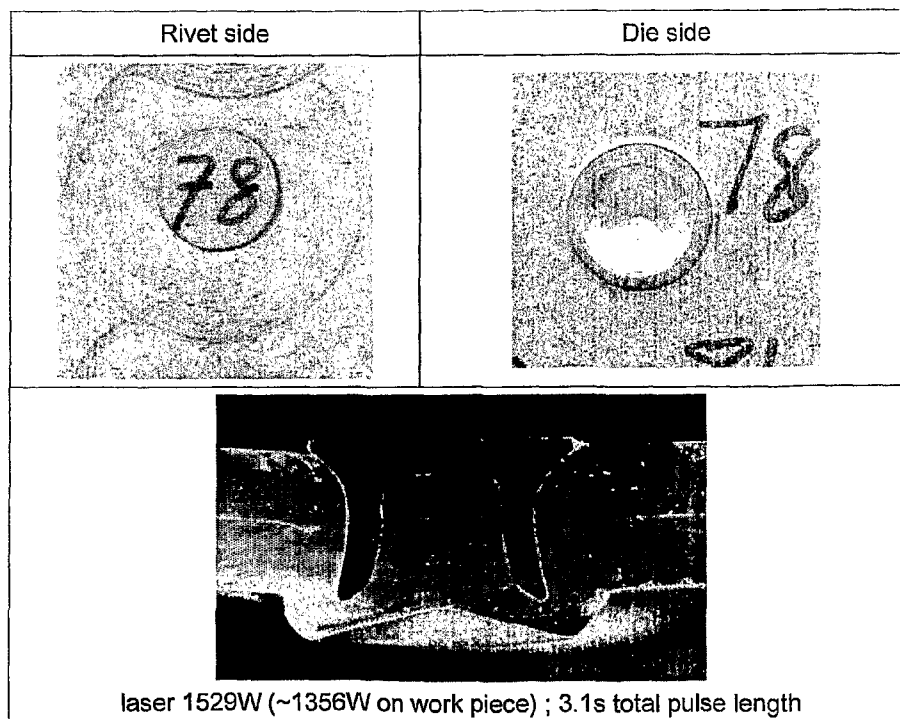 Rivet side
Die side
78
78
laser 1529W (~1356W on work piece) ; 3.1s total pulse length